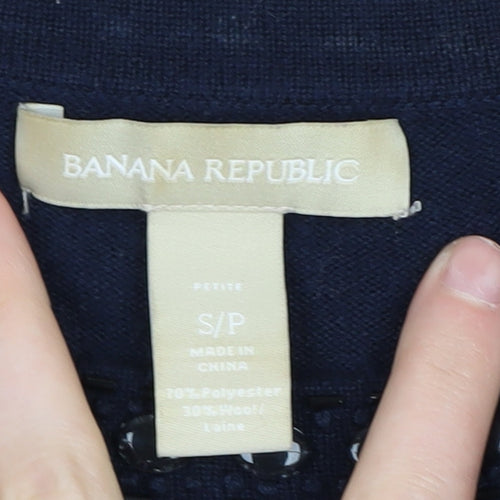 BANANA REPUBLIC
PETITE
S/P
MADE IN
CHINA
70% Polyester
30% Wool/
Laine